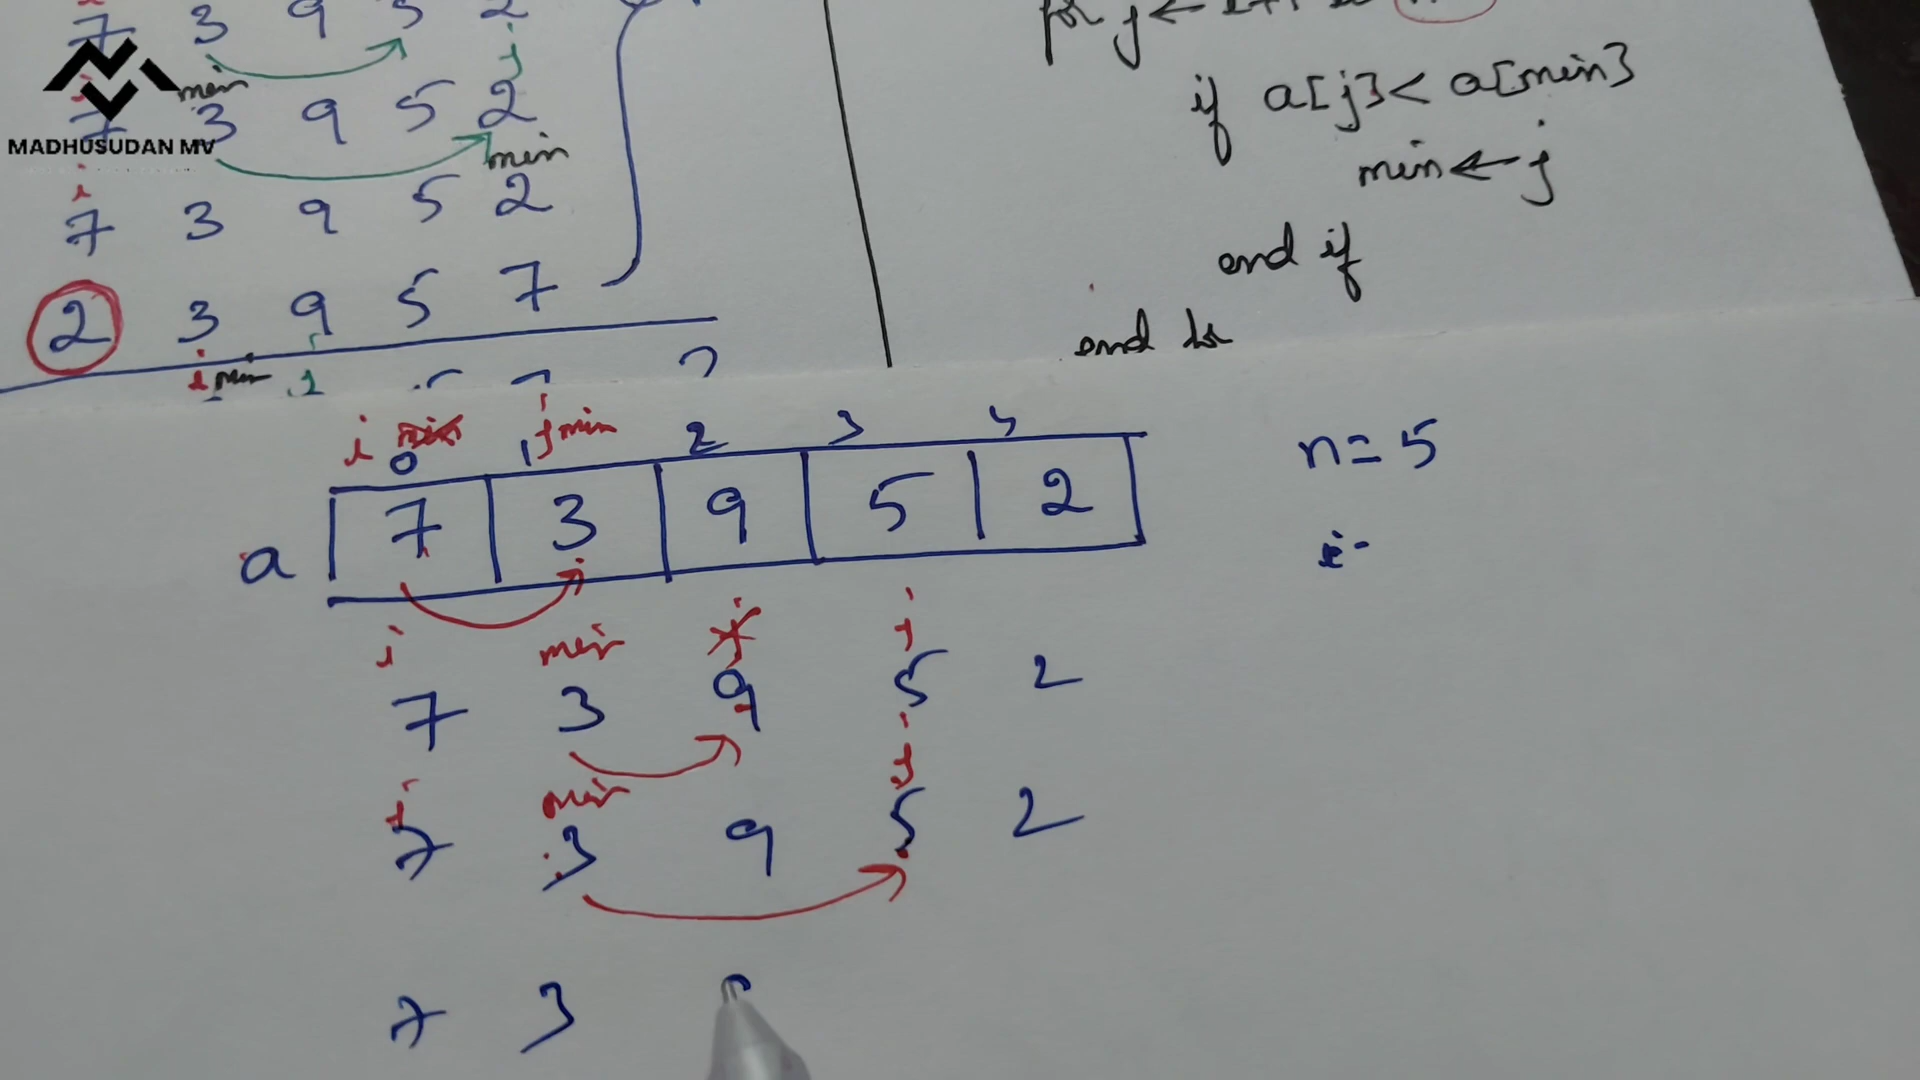 7 3 9 5 2
j
min
7 3 9 5 2
MADHUSUDAN MV
min
i
7 3 9 5 2
2 3 9 5 7
i min j
for j ←
if a[j] < a[min]
min ← j
end if
end for
i min j min
0 1 2 3 4
a 7 3 9 5 2
n = 5
i
i min j j
7 3 9 5 2
j
i min
7 3 9 5 2
7 3